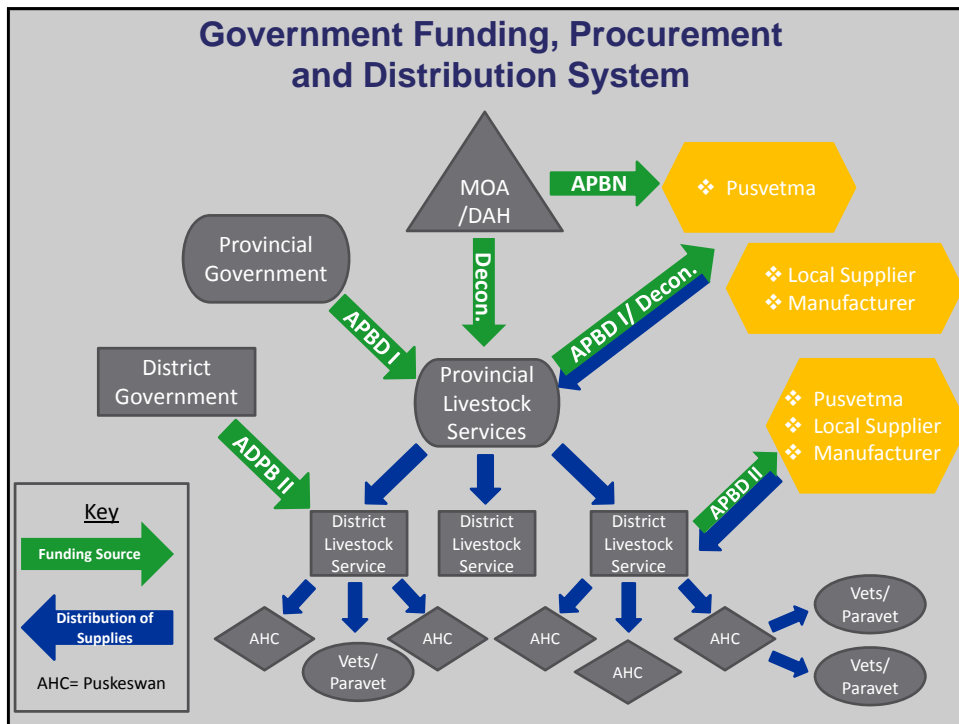 Government Funding, Procurement
and Distribution System
MOA
/DAH
APBN
❖ Pusvetma
Provincial
Government
Decon.
❖ Local Supplier
❖ Manufacturer
APBD I
APBD I/ Decon.
District
Government
Provincial
Livestock
Services
❖ Pusvetma
❖ Local Supplier
❖ Manufacturer
ADPB II
APBD II
Key
Funding Source
Distribution of
Supplies
AHC= Puskeswan
District
Livestock
Service
District
Livestock
Service
District
Livestock
Service
AHC
Vets/
Paravet
AHC
AHC
AHC
AHC
Vets/
Paravet
Vets/
Paravet